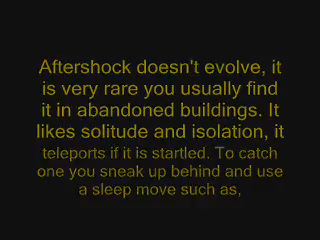 Aftershock doesn't evolve, it
is very rare you usually find
it in abandoned buildings. It
likes solitude and isolation, it
teleports if it is startled. To catch
one you sneak up behind and use
a sleep move such as,